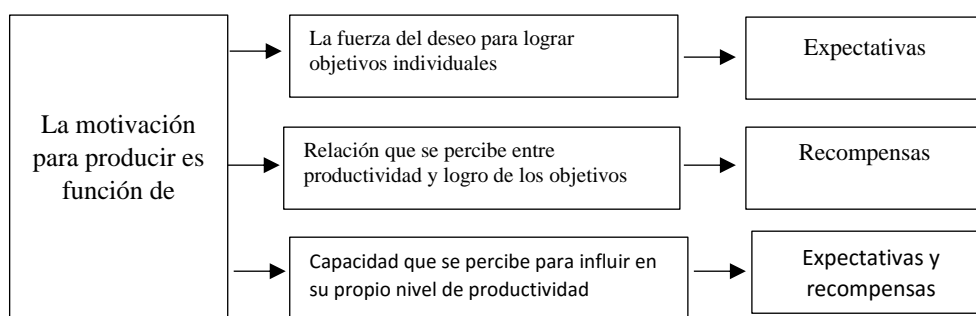 La motivación
para producir es
función de
La fuerza del deseo para lograr
objetivos individuales
Expectativas
Relación que se percibe entre
productividad y logro de los objetivos
Recompensas
Capacidad que se percibe para influir en
su propio nivel de productividad
Expectativas y
recompensas